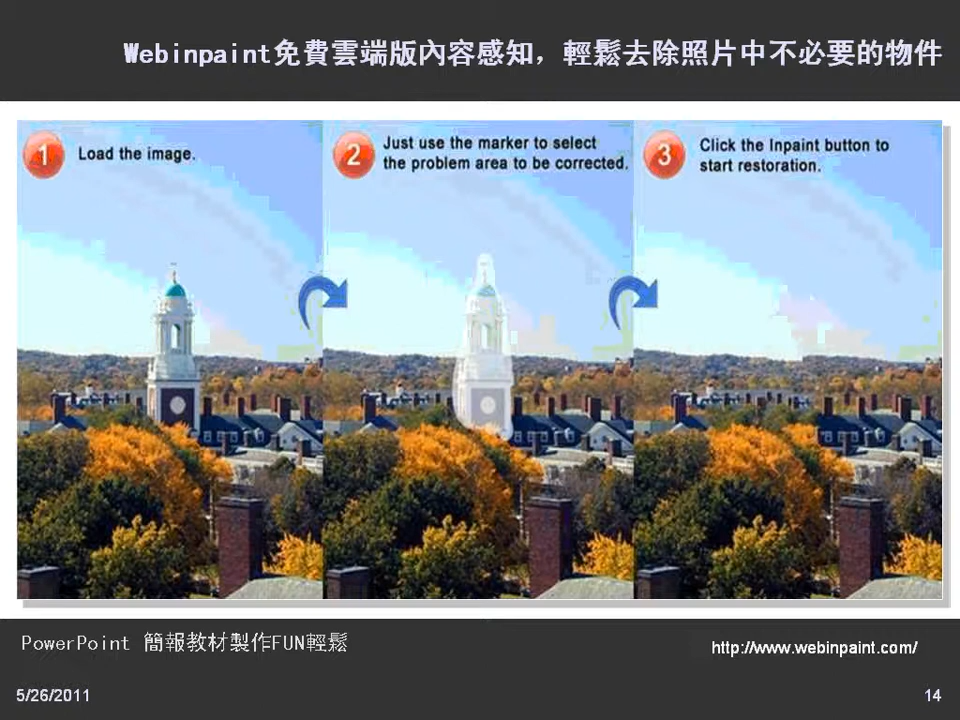 Webinpaint免費雲端版內容感知，輕鬆去除照片中不必要的物件
1
Load the image.
2
Just use the marker to select
the problem area to be corrected.
3
Click the Inpaint button to
start restoration.
PowerPoint 簡報教材製作FUN輕鬆
http://www.webinpaint.com/
5/26/2011
14